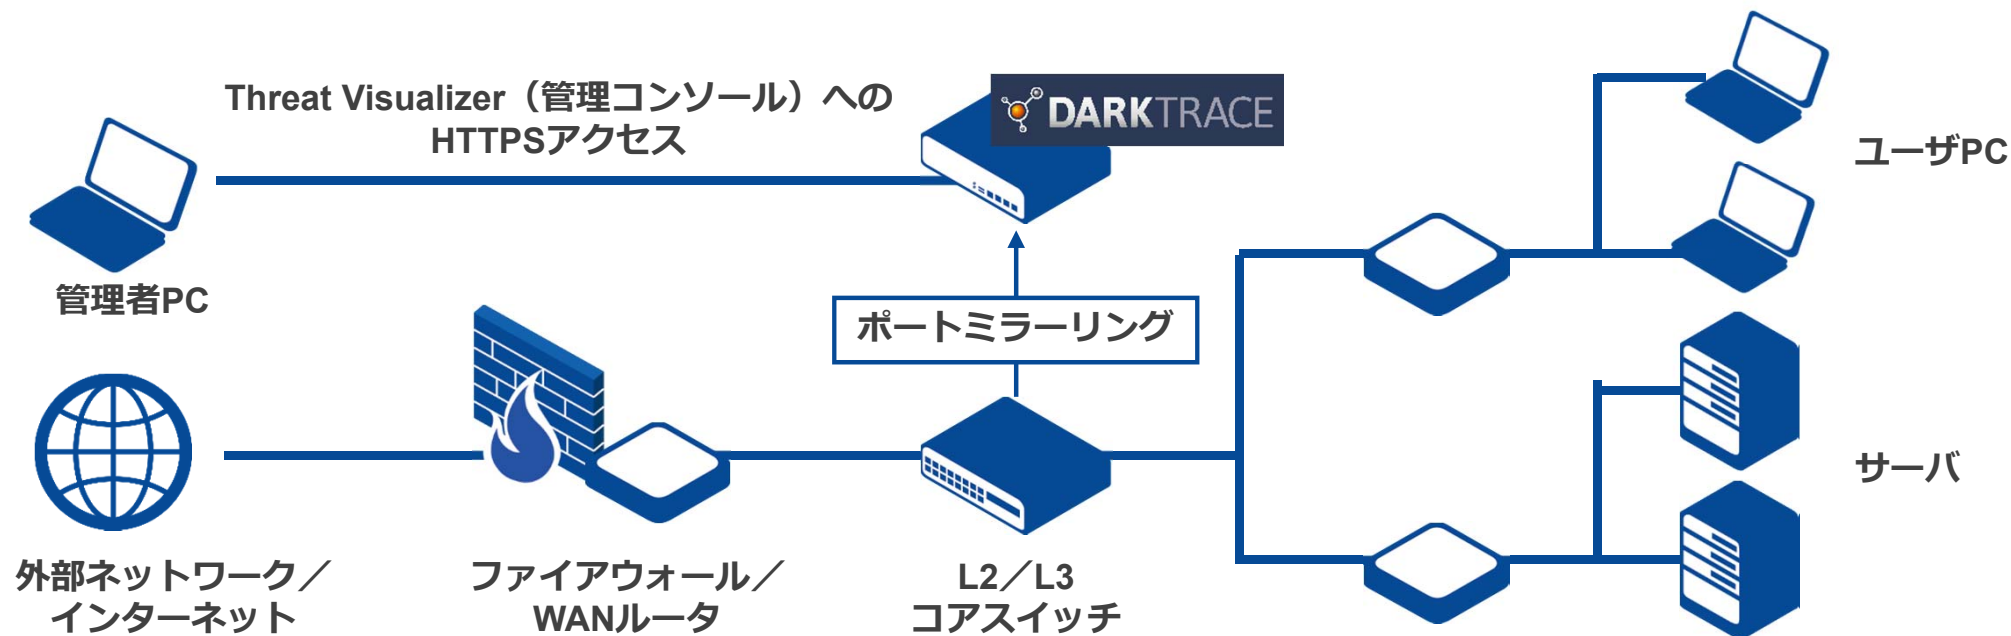 Threat Visualizer（管理コンソール）への
HTTPSアクセス
DARKTRACE
ユーザPC
管理者PC
ポートミラーリング
サーバ
外部ネットワーク／
インターネット
ファイアウォール／
WANルータ
L2／L3
コアスイッチ